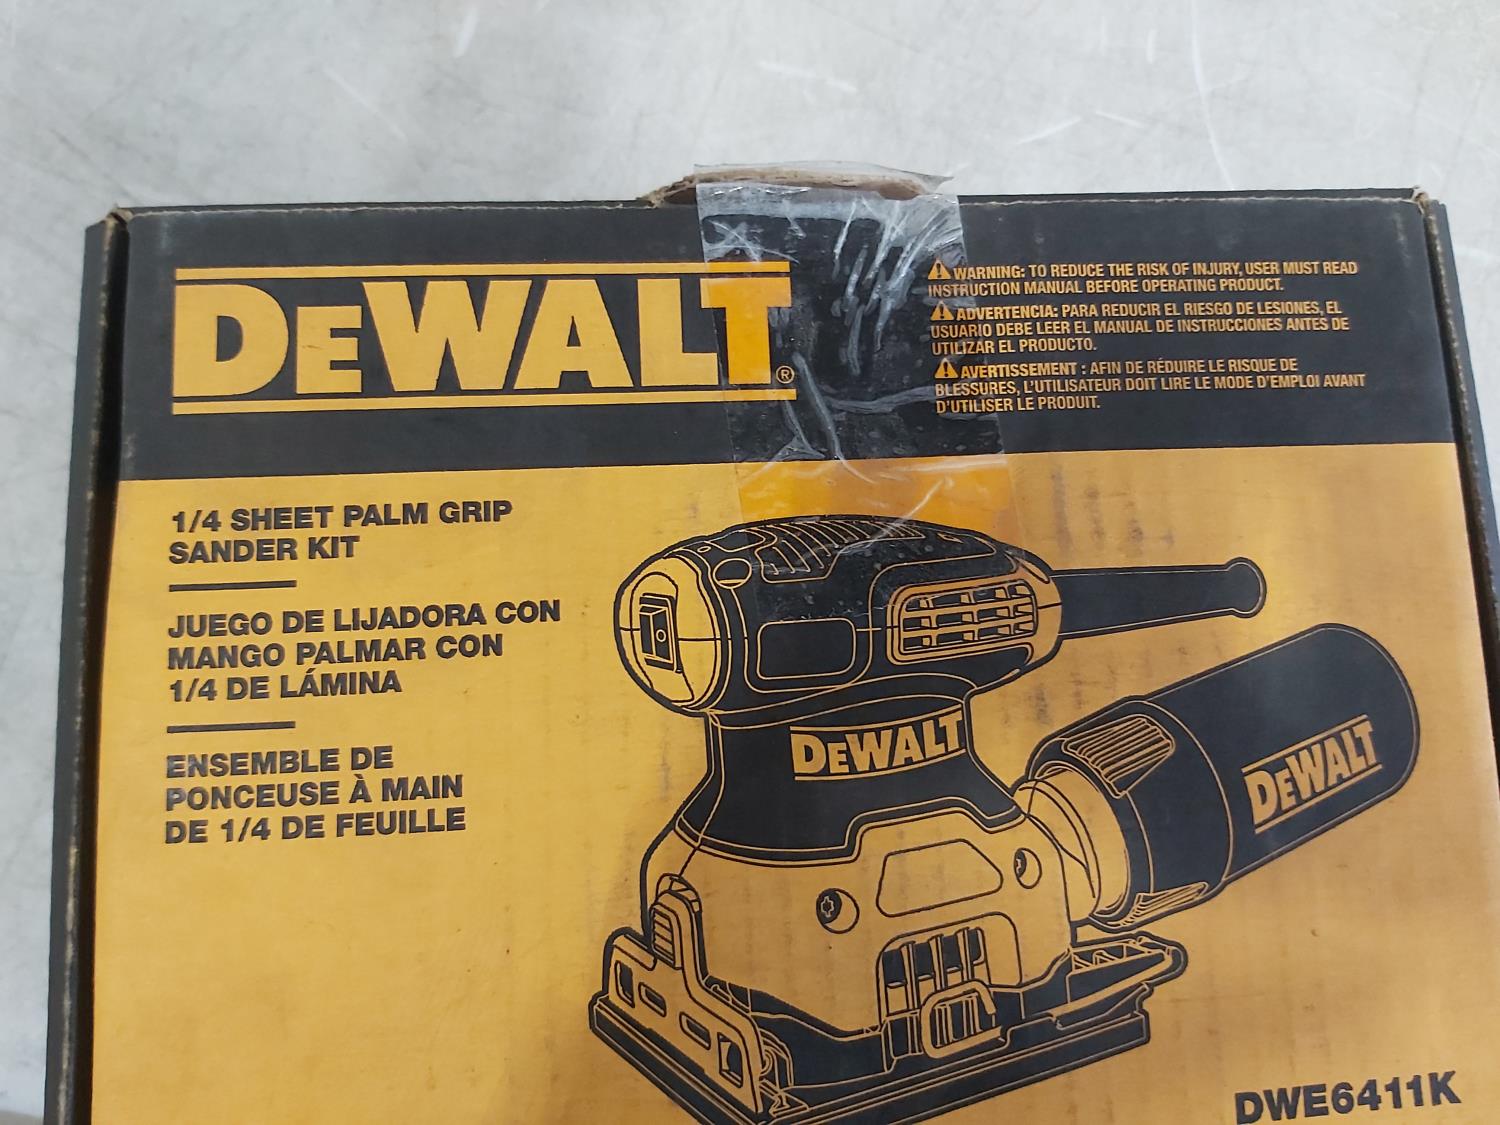 DEWALT®
⚠ WARNING: TO REDUCE THE RISK OF INJURY, USER MUST READ
INSTRUCTION MANUAL BEFORE OPERATING PRODUCT.
⚠ ADVERTENCIA: PARA REDUCIR EL RIESGO DE LESIONES, EL
USUARIO DEBE LEER EL MANUAL DE INSTRUCCIONES ANTES DE
UTILIZAR EL PRODUCTO.
⚠ AVERTISSEMENT : AFIN DE RÉDUIRE LE RISQUE DE
BLESSURES, L'UTILISATEUR DOIT LIRE LE MODE D'EMPLOI AVANT
D'UTILISER LE PRODUIT.
1/4 SHEET PALM GRIP
SANDER KIT
JUEGO DE LIJADORA CON
MANGO PALMAR CON
1/4 DE LÁMINA
ENSEMBLE DE
PONCEUSE À MAIN
DE 1/4 DE FEUILLE
DEWALT
DEWALT
DWE6411K